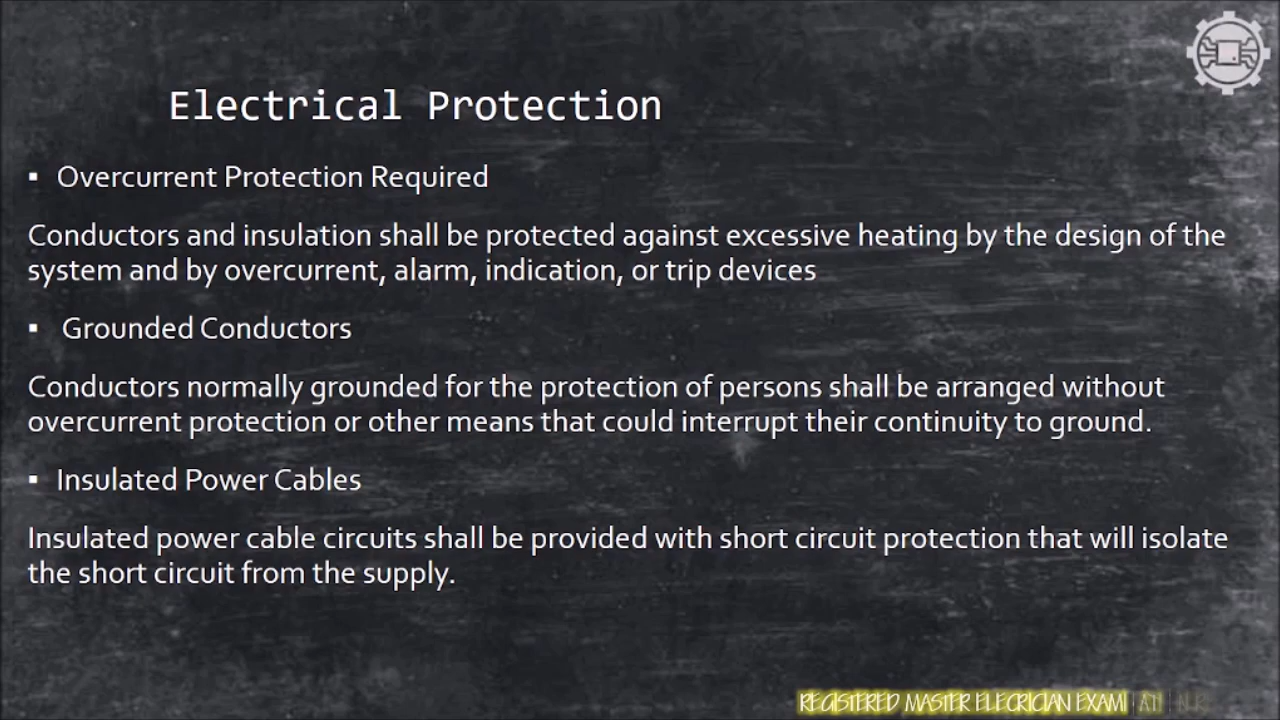 Electrical Protection
▪ Overcurrent Protection Required
Conductors and insulation shall be protected against excessive heating by the design of the
system and by overcurrent, alarm, indication, or trip devices
▪ Grounded Conductors
Conductors normally grounded for the protection of persons shall be arranged without
overcurrent protection or other means that could interrupt their continuity to ground.
▪ Insulated Power Cables
Insulated power cable circuits shall be provided with short circuit protection that will isolate
the short circuit from the supply.
REGISTERED MASTER ELECRICIAN EXAMI